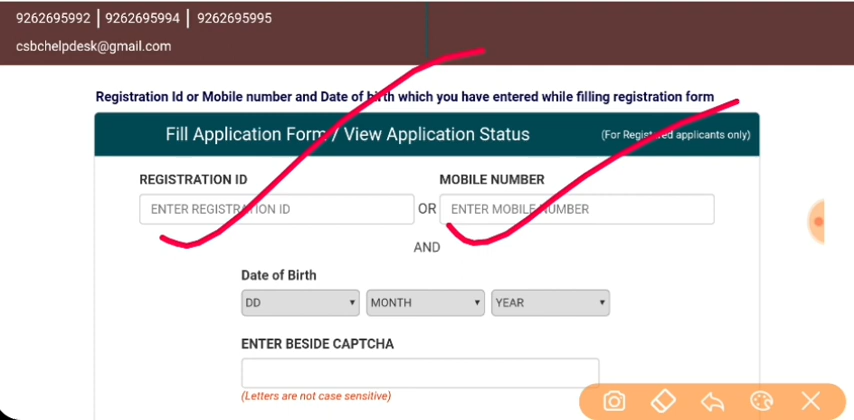 9262695992 | 9262695994 | 9262695995
csbchelpdesk@gmail.com
Registration Id or Mobile number and Date of birth which you have entered while filling registration form
Fill Application Form / View Application Status (For Registered applicants only)
REGISTRATION ID MOBILE NUMBER
ENTER REGISTRATION ID OR ENTER MOBILE NUMBER
AND
Date of Birth
DD MONTH YEAR
ENTER BESIDE CAPTCHA
(Letters are not case sensitive)